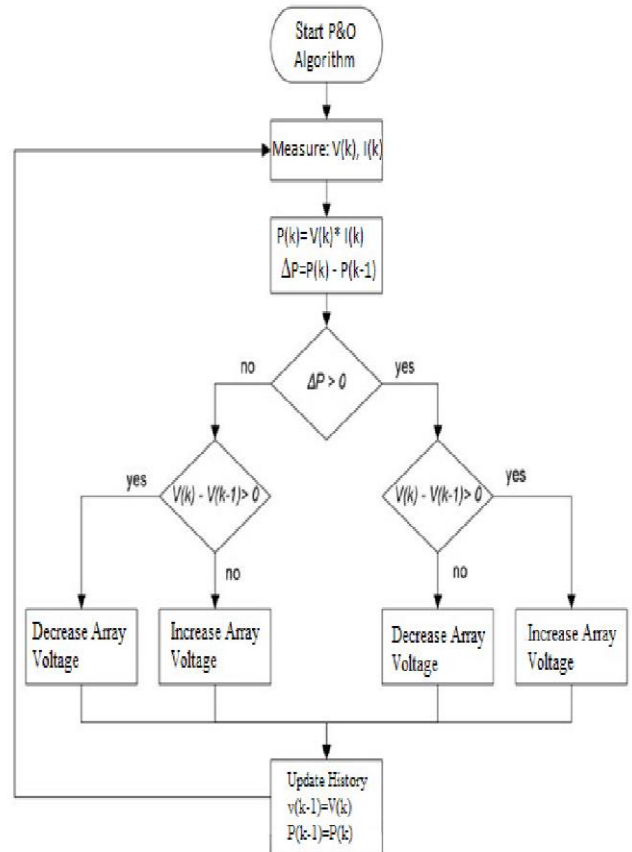 Start P&O
Algorithm
Measure: V(k), I(k)
P(k)= V(k)* I(k)
ΔP=P(k) - P(k-1)
ΔP > 0
no
yes
V(k) - V(k-1)> 0
yes
no
V(k) - V(k-1)> 0
yes
no
Decrease Array
Voltage
Increase Array
Voltage
Decrease Array
Voltage
Increase Array
Voltage
Update History
v(k-1)=V(k)
P(k-1)=P(k)